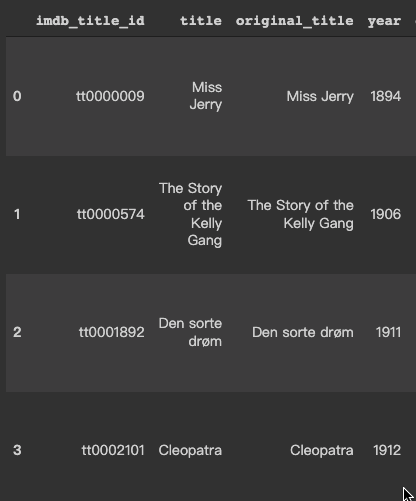 imdb_title_id title original_title year
0 tt0000009 Miss Jerry Miss Jerry 1894
1 tt0000574 The Story of the Kelly Gang The Story of the Kelly Gang 1906
2 tt0001892 Den sorte drøm Den sorte drøm 1911
3 tt0002101 Cleopatra Cleopatra 1912